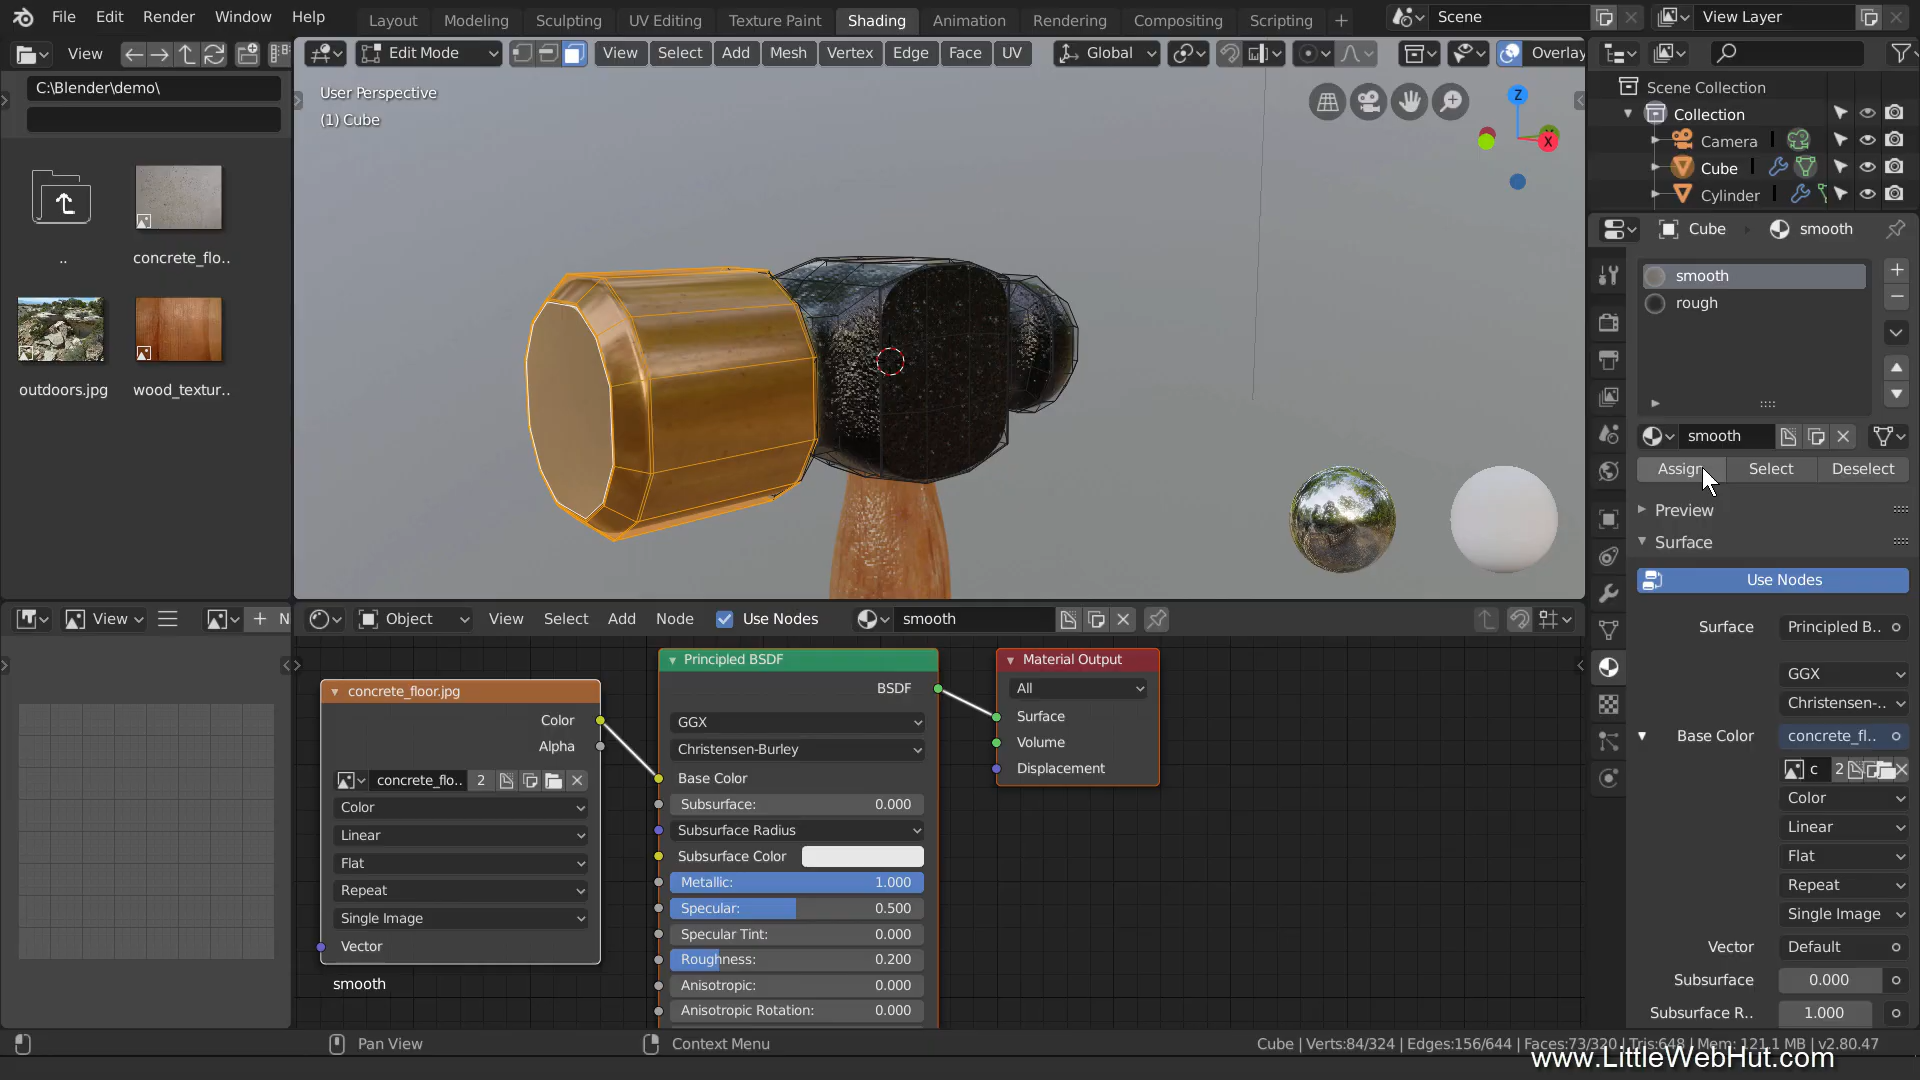 File Edit Render Window Help Layout Modeling Sculpting UV Editing Texture Paint Shading Animation Rendering Compositing Scripting + Scene View Layer
View Edit Mode View Select Add Mesh Vertex Edge Face UV Global Overlay
C:\Blender\demo\
User Perspective
(1) Cube
Z
X
concrete_flo..
..
outdoors.jpg
wood_textur..
Scene Collection
Collection
Camera
Cube
Cylinder
Cube smooth
smooth
rough
smooth
Assign Select Deselect
Preview
Surface
Use Nodes
Surface Principled B..
GGX
Christensen-..
Base Color concrete_fl..
c 2
Color
Linear
Flat
Repeat
Single Image
Vector Default
Subsurface 0.000
Subsurface R.. 1.000
View + N Object View Select Add Node Use Nodes smooth
concrete_floor.jpg
Color
Alpha
concrete_flo.. 2
Color
Linear
Flat
Repeat
Single Image
Vector
smooth
Principled BSDF
BSDF
GGX
Christensen-Burley
Base Color
Subsurface: 0.000
Subsurface Radius
Subsurface Color
Metallic: 1.000
Specular: 0.500
Specular Tint: 0.000
Roughness: 0.200
Anisotropic: 0.000
Anisotropic Rotation: 0.000
Material Output
All
Surface
Volume
Displacement
Pan View Context Menu Cube | Verts:84/324 | Edges:156/644 | Faces:73/320 | Tris:648 | Mem: 121.1 MB | v2.80.47
www.LittleWebHut.com